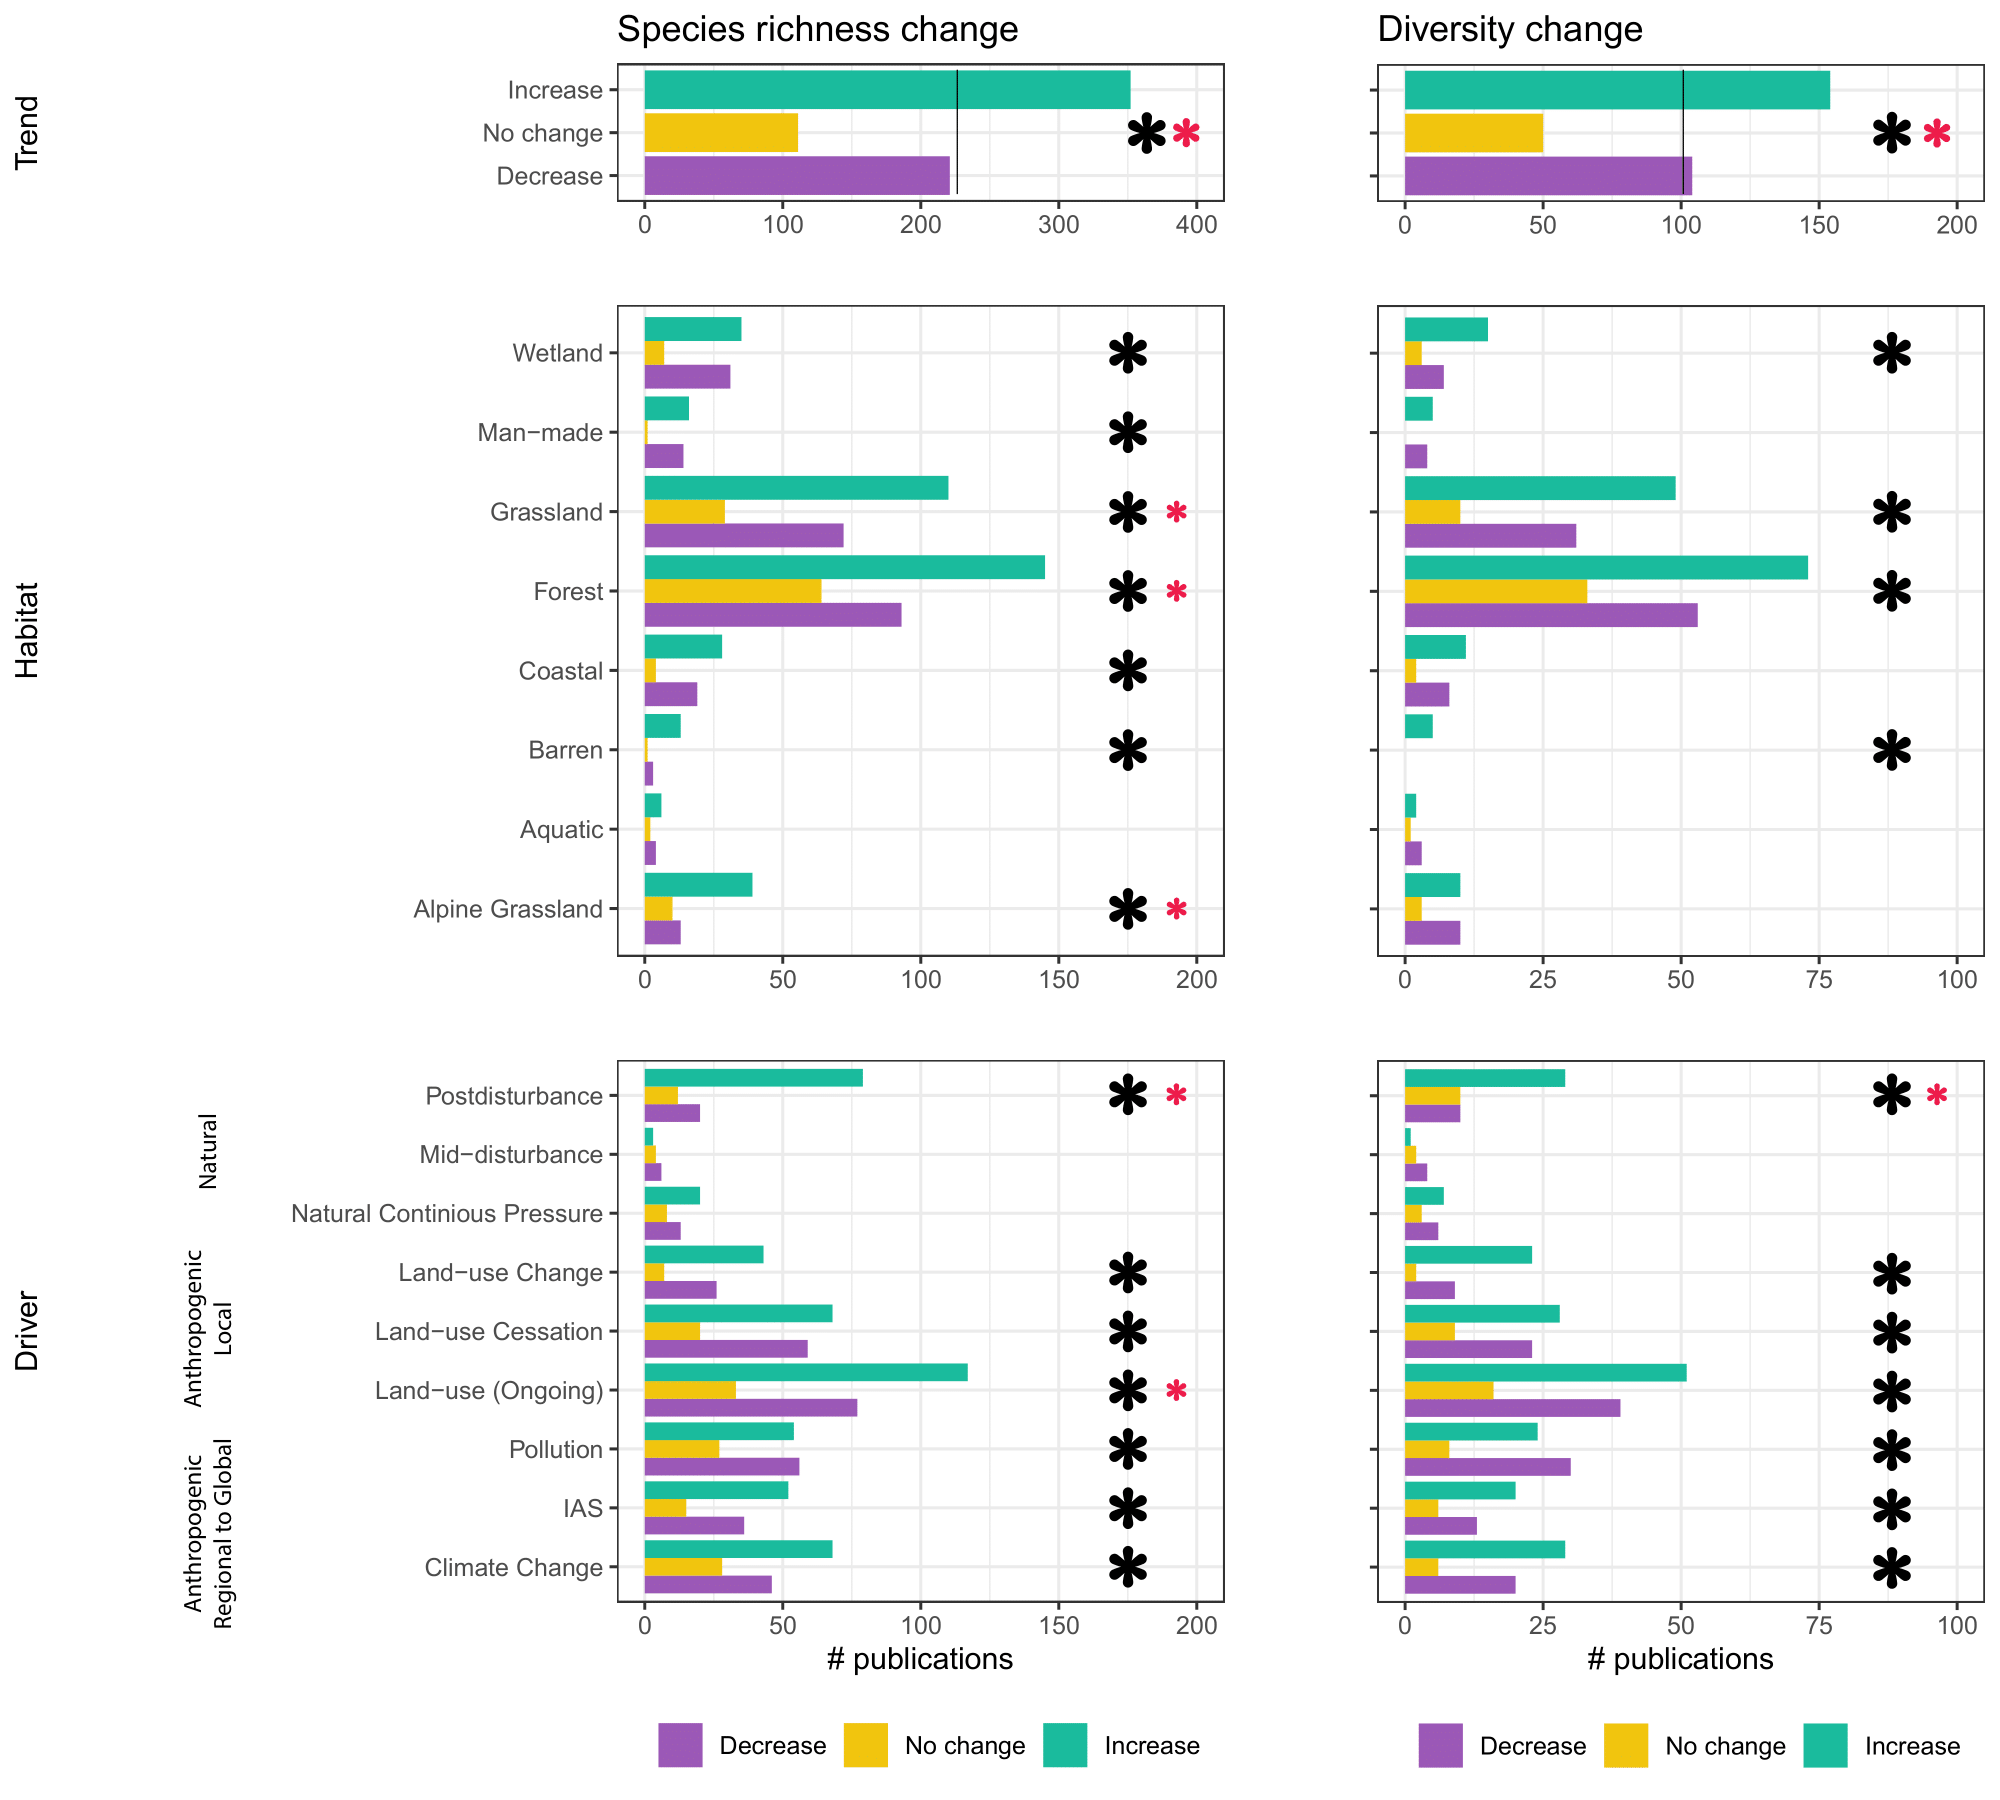 Species richness change
Diversity change
Trend
Increase
No change
Decrease
0 100 200 300 400
0 50 100 150 200
Habitat
Wetland
Man−made
Grassland
Forest
Coastal
Barren
Aquatic
Alpine Grassland
0 50 100 150 200
0 25 50 75 100
Driver
Natural
Postdisturbance
Mid−disturbance
Natural Continious Pressure
Anthropogenic
Local
Land−use Change
Land−use Cessation
Land−use (Ongoing)
Anthropogenic
Regional to Global
Pollution
IAS
Climate Change
0 50 100 150 200
0 25 50 75 100
# publications
# publications
Decrease No change Increase
Decrease No change Increase